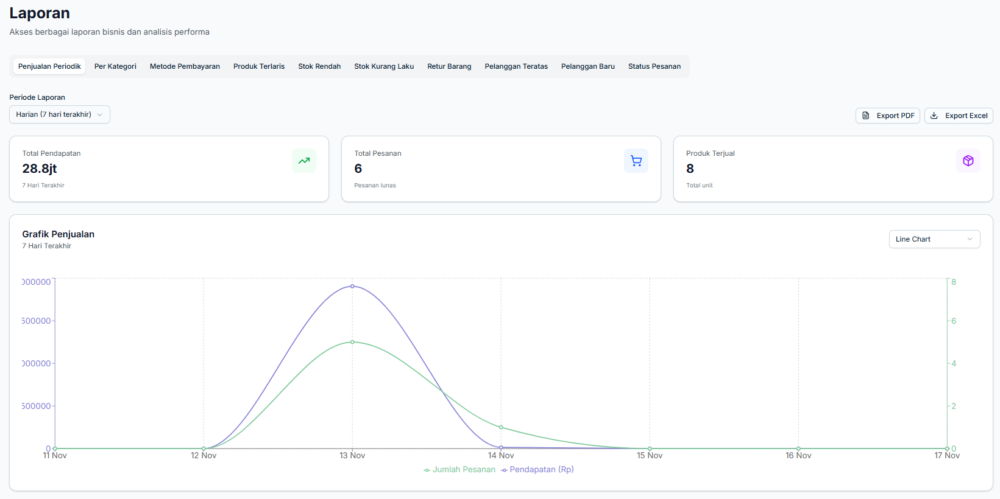 Laporan
Akses berbagai laporan bisnis dan analisis performa
Penjualan Periodik Per Kategori Metode Pembayaran Produk Terlaris Stok Rendah Stok Kurang Laku Retur Barang Pelanggan Teratas Pelanggan Baru Status Pesanan
Periode Laporan
Harian (7 hari terakhir)
Export PDF Export Excel
Total Pendapatan
28.8jt
7 Hari Terakhir
Total Pesanan
6
Pesanan lunas
Produk Terjual
8
Total unit
Grafik Penjualan
7 Hari Terakhir
Line Chart
000000 8
500000 6
000000 4
500000 2
0 0
11 Nov 12 Nov 13 Nov 14 Nov 15 Nov 16 Nov 17 Nov
Jumlah Pesanan Pendapatan (Rp)